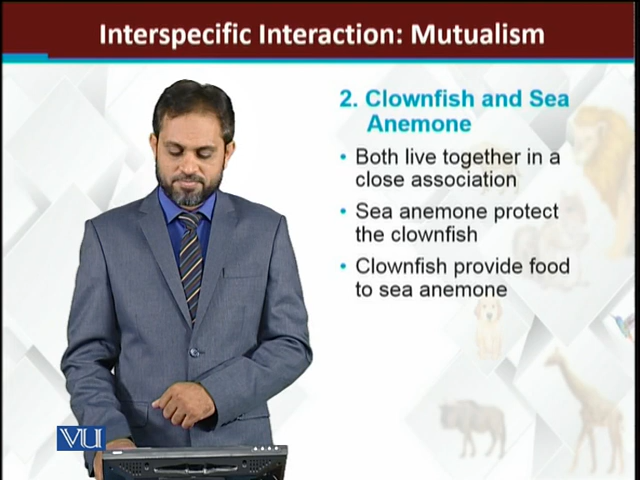 Interspecific Interaction: Mutualism
2. Clownfish and Sea
Anemone
• Both live together in a
close association
• Sea anemone protect
the clownfish
• Clownfish provide food
to sea anemone
VU